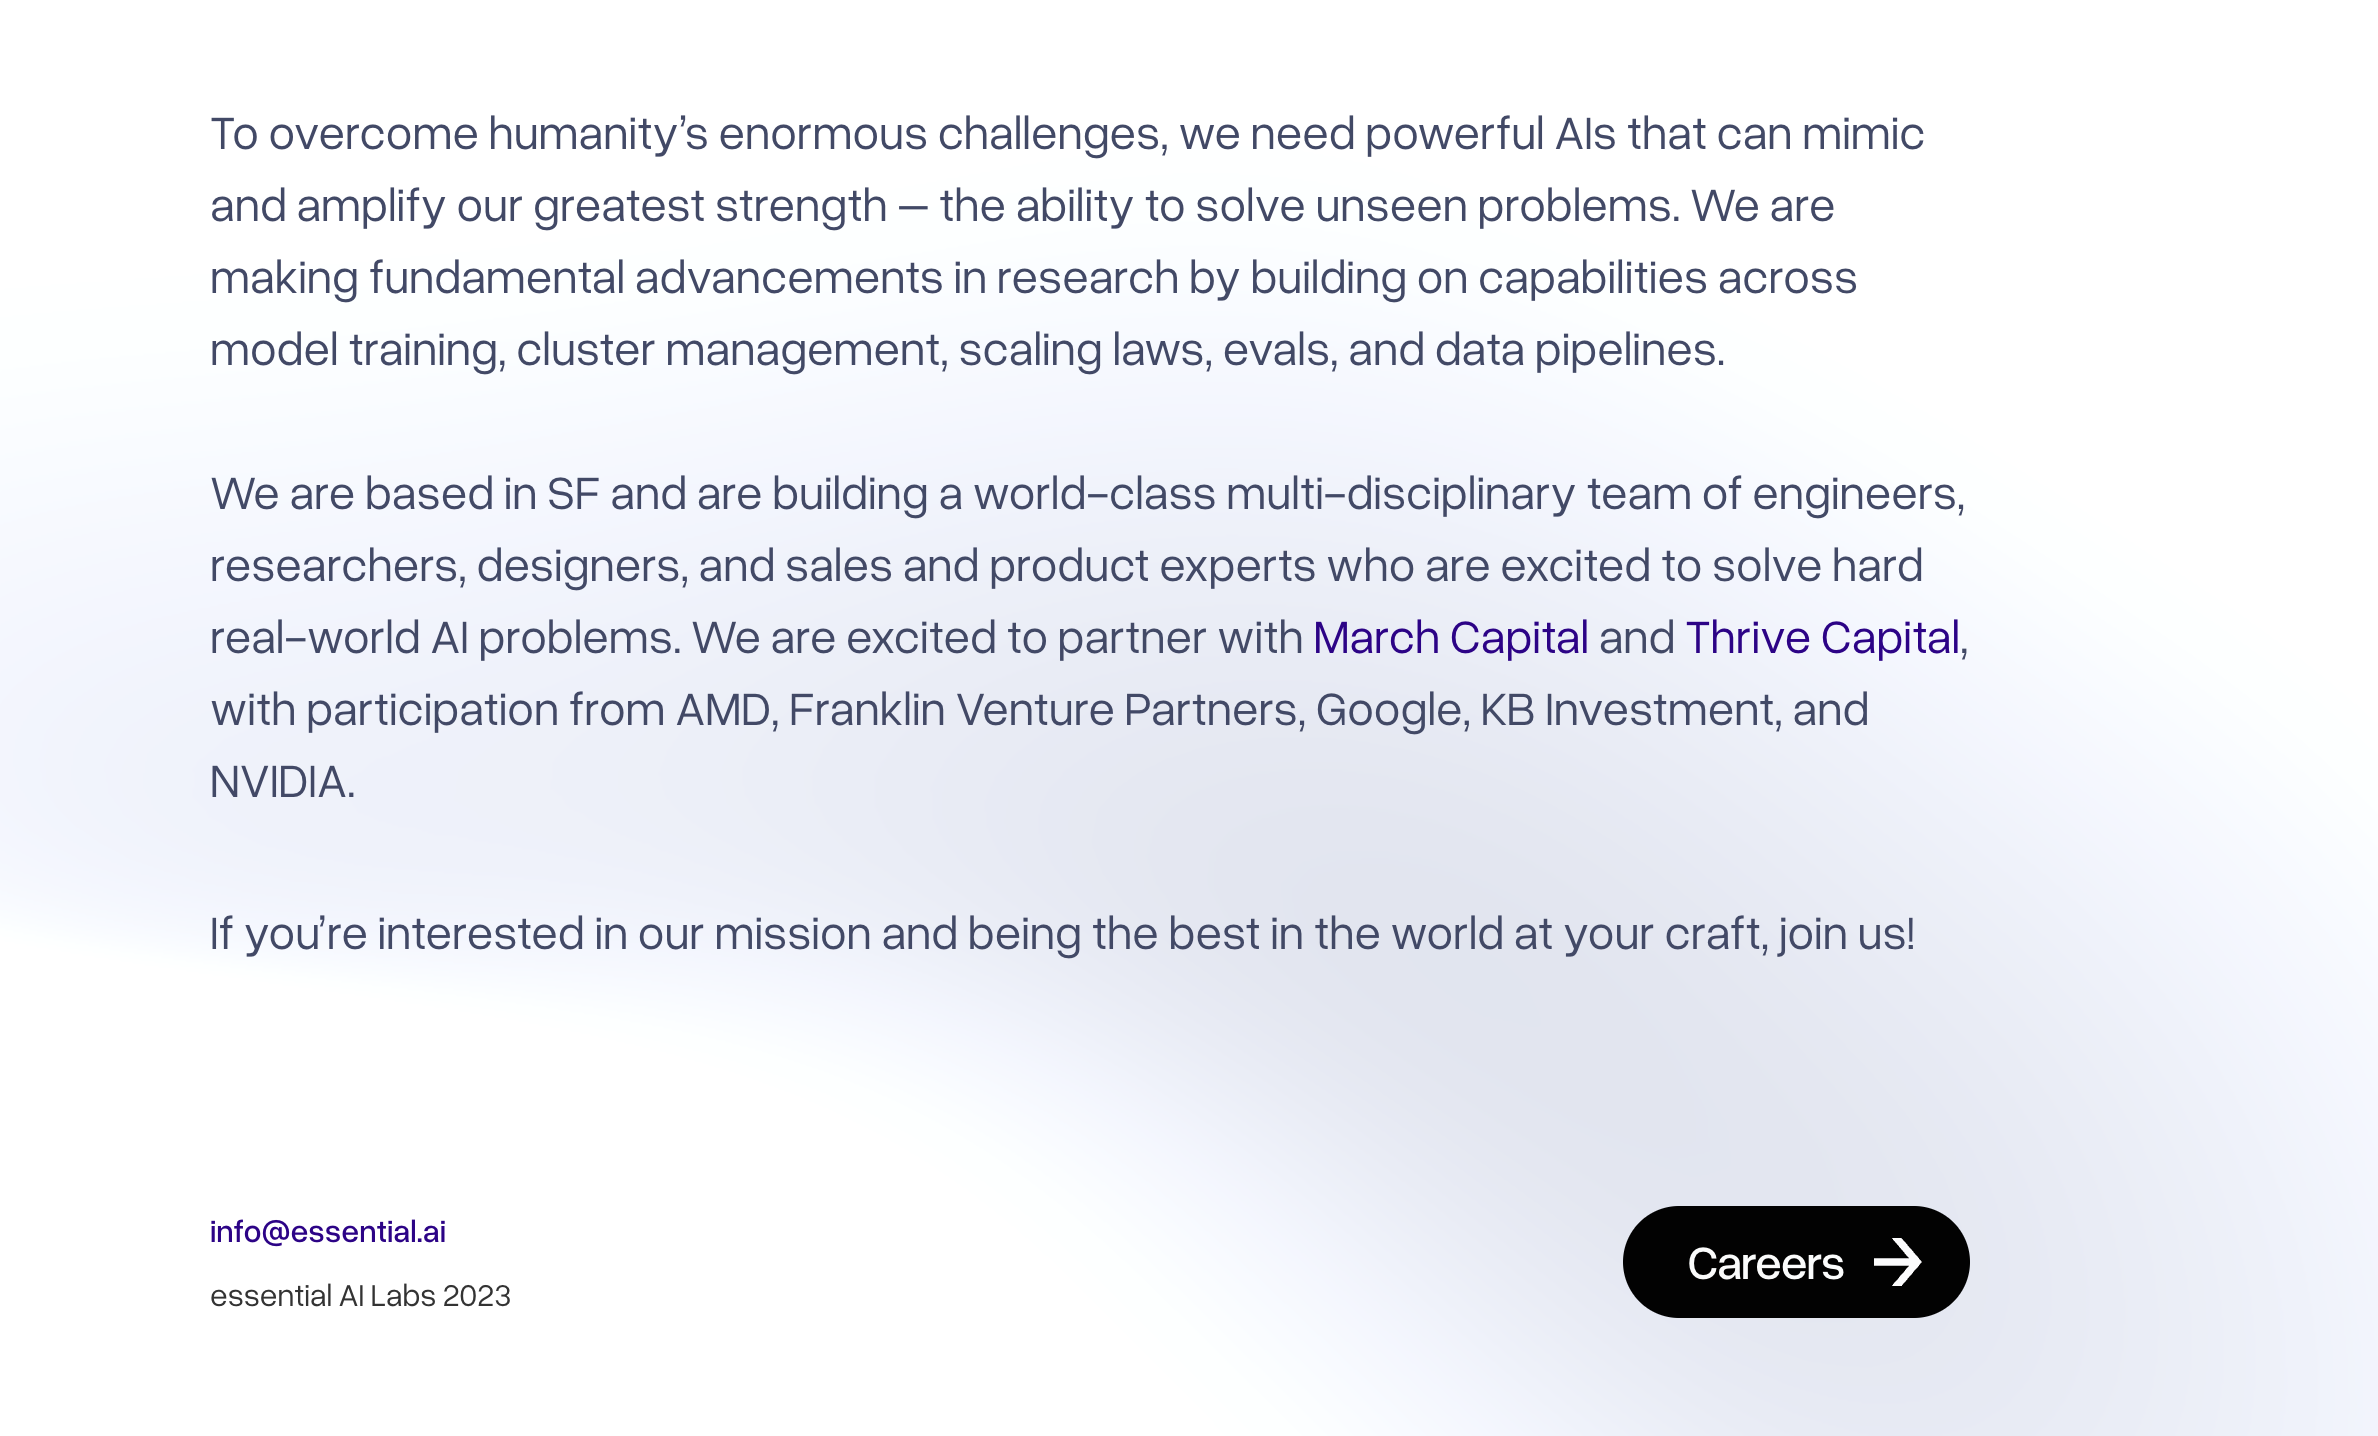 To overcome humanity’s enormous challenges, we need powerful AIs that can mimic
and amplify our greatest strength — the ability to solve unseen problems. We are
making fundamental advancements in research by building on capabilities across
model training, cluster management, scaling laws, evals, and data pipelines.
We are based in SF and are building a world-class multi-disciplinary team of engineers,
researchers, designers, and sales and product experts who are excited to solve hard
real-world AI problems. We are excited to partner with March Capital and Thrive Capital,
with participation from AMD, Franklin Venture Partners, Google, KB Investment, and
NVIDIA.
If you’re interested in our mission and being the best in the world at your craft, join us!
info@essential.ai
Careers
essential AI Labs 2023